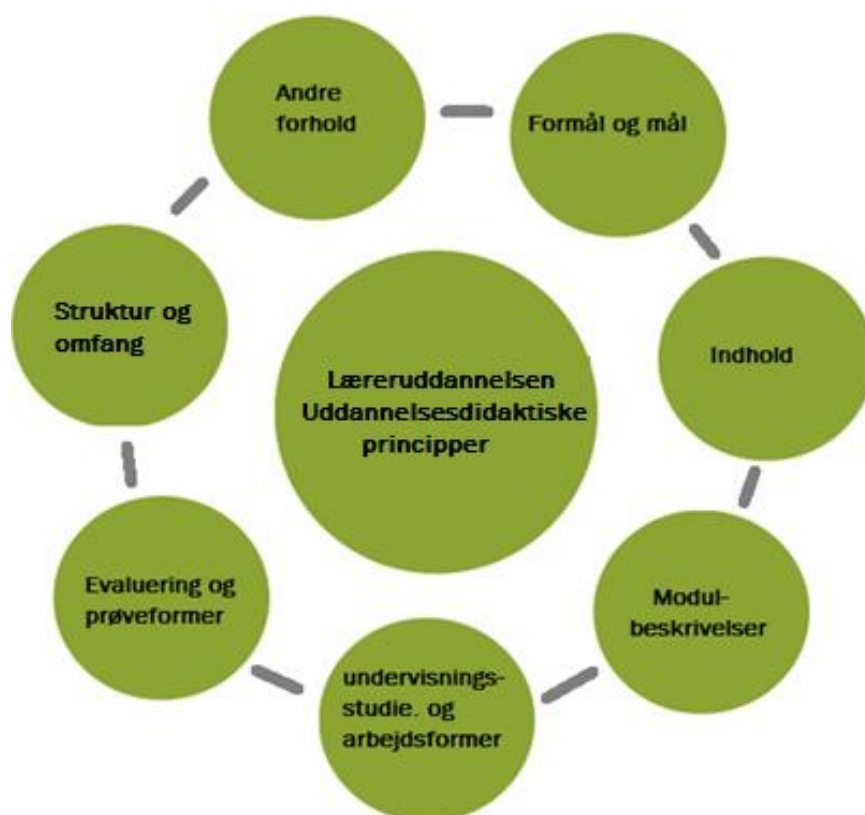 Andre
forhold
Formål og mål
Indhold
Modul-
beskrivelser
undervisnings-
studie. og
arbejdsformer
Evaluering og
prøveformer
Struktur og
omfang
Læreruddannelsen
Uddannelsesdidaktiske
principper